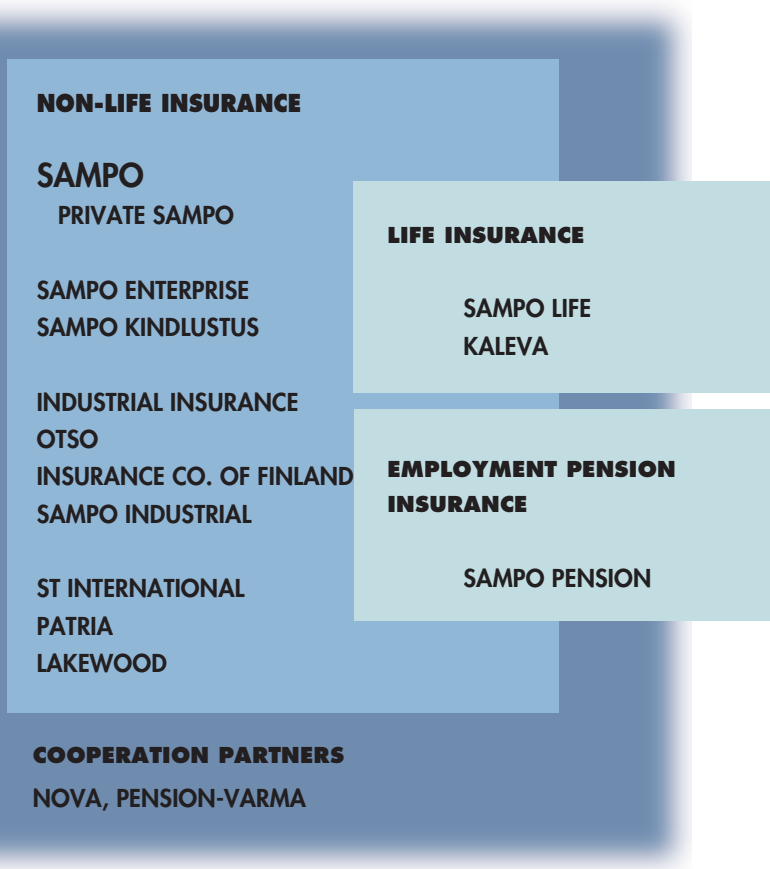 NON-LIFE INSURANCE
SAMPO
PRIVATE SAMPO
SAMPO ENTERPRISE
SAMPO KINDLUSTUS
INDUSTRIAL INSURANCE
OTSO
INSURANCE CO. OF FINLAND
SAMPO INDUSTRIAL
ST INTERNATIONAL
PATRIA
LAKEWOOD
LIFE INSURANCE
SAMPO LIFE
KALEVA
EMPLOYMENT PENSION
INSURANCE
SAMPO PENSION
COOPERATION PARTNERS
NOVA, PENSION-VARMA